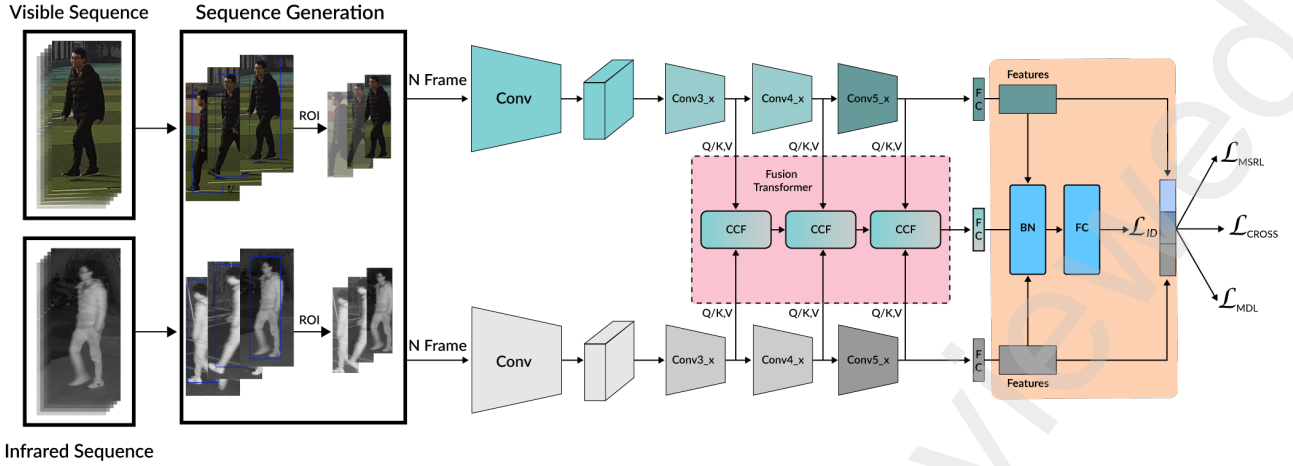 Visible Sequence
Sequence Generation
ROI
N Frame
Conv
Conv3_x
Conv4_x
Conv5_x
F
C
Features
Q/K,V
Q/K,V
Q/K,V
Fusion
Transformer
CCF
CCF
CCF
F
C
BN
FC
ℒID
ℒMSRL
ℒCROSS
ℒMDL
Q/K,V
Q/K,V
Q/K,V
ROI
N Frame
Conv
Conv3_x
Conv4_x
Conv5_x
F
C
Features
Infrared Sequence
viewed